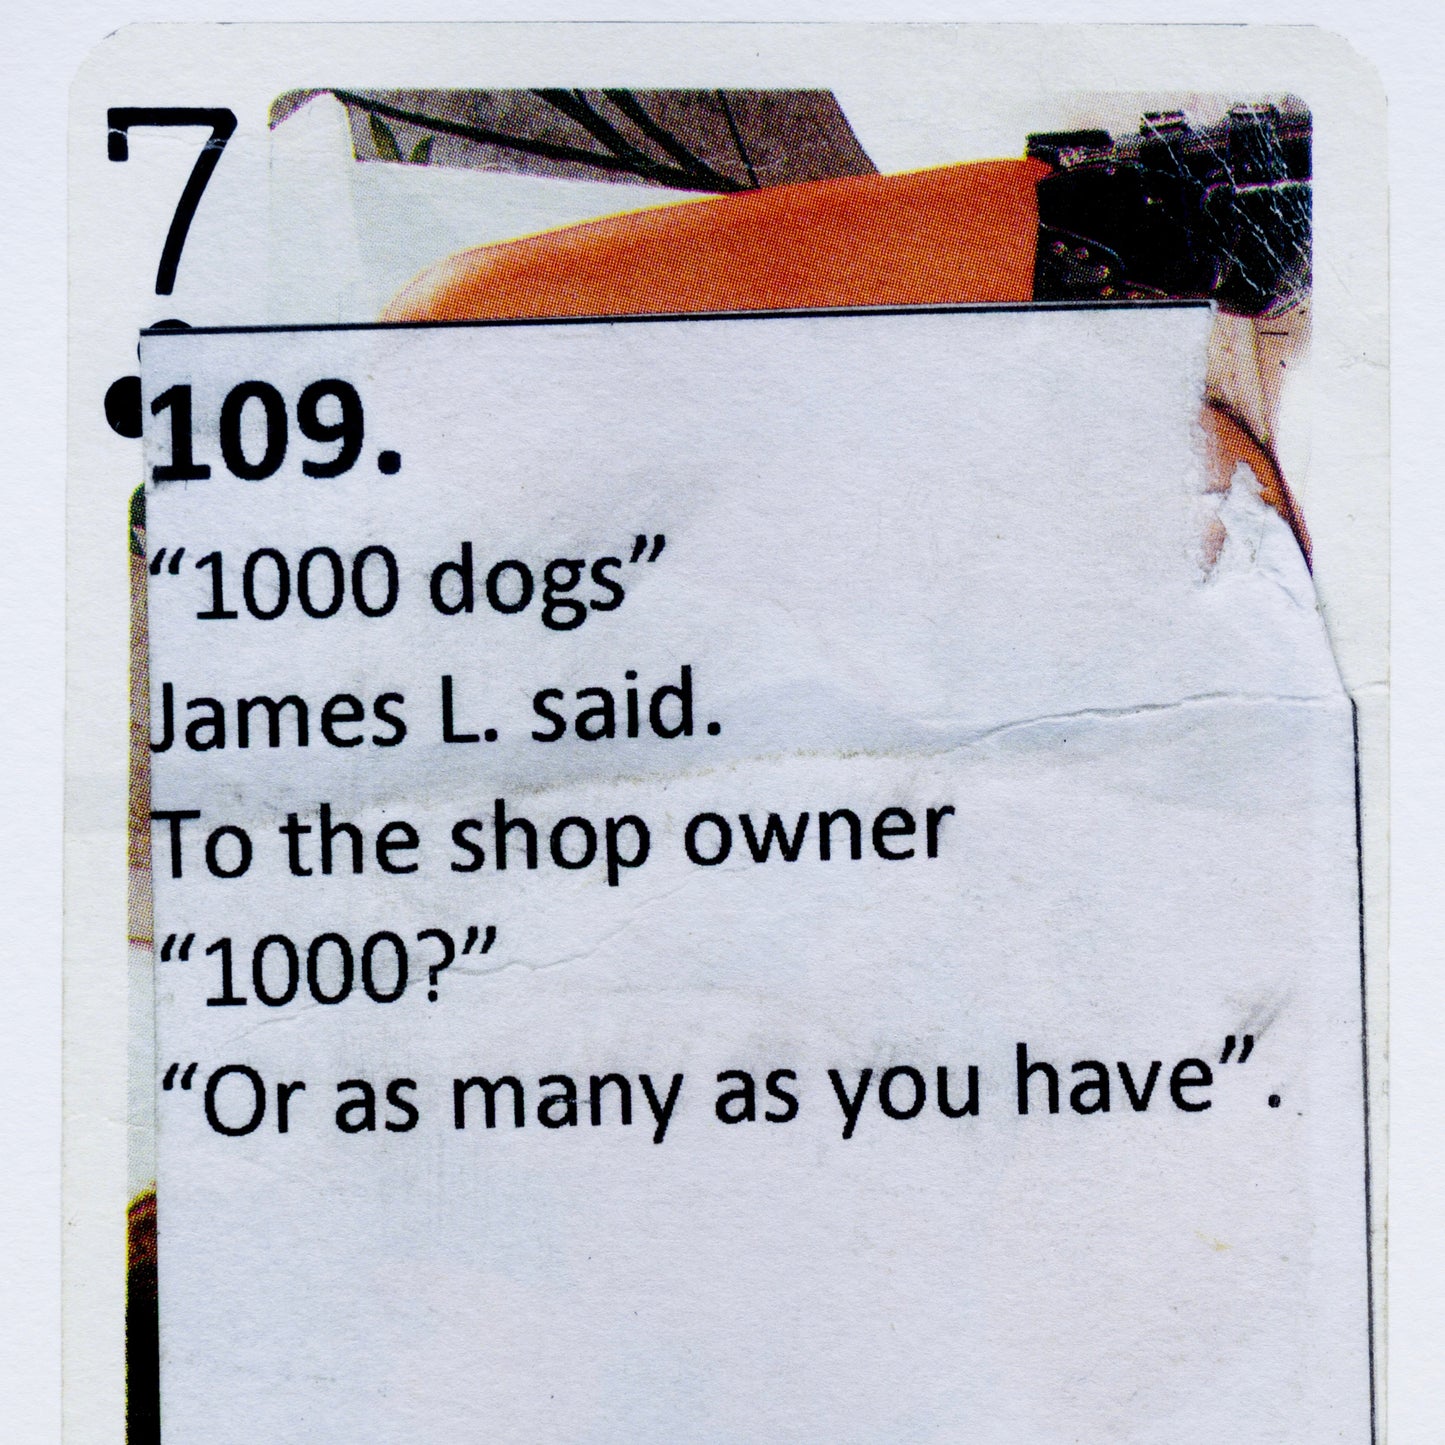 7
109.
“1000 dogs”
James L. said.
To the shop owner
“1000?”
“Or as many as you have”.